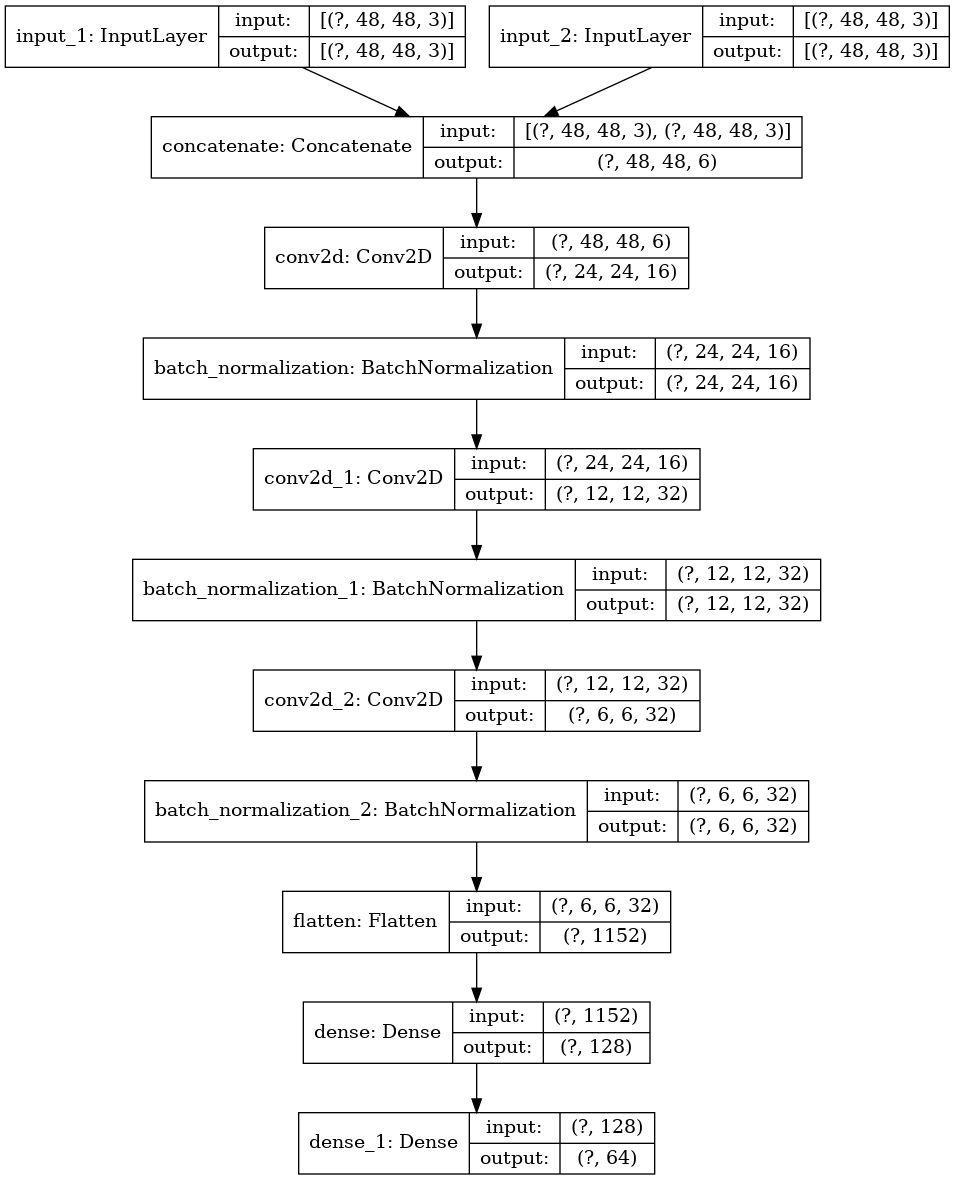 input_1: InputLayer
input: [(?, 48, 48, 3)]
output: [(?, 48, 48, 3)]
input_2: InputLayer
input: [(?, 48, 48, 3)]
output: [(?, 48, 48, 3)]
concatenate: Concatenate
input: [(?, 48, 48, 3), (?, 48, 48, 3)]
output: (?, 48, 48, 6)
conv2d: Conv2D
input: (?, 48, 48, 6)
output: (?, 24, 24, 16)
batch_normalization: BatchNormalization
input: (?, 24, 24, 16)
output: (?, 24, 24, 16)
conv2d_1: Conv2D
input: (?, 24, 24, 16)
output: (?, 12, 12, 32)
batch_normalization_1: BatchNormalization
input: (?, 12, 12, 32)
output: (?, 12, 12, 32)
conv2d_2: Conv2D
input: (?, 12, 12, 32)
output: (?, 6, 6, 32)
batch_normalization_2: BatchNormalization
input: (?, 6, 6, 32)
output: (?, 6, 6, 32)
flatten: Flatten
input: (?, 6, 6, 32)
output: (?, 1152)
dense: Dense
input: (?, 1152)
output: (?, 128)
dense_1: Dense
input: (?, 128)
output: (?, 64)